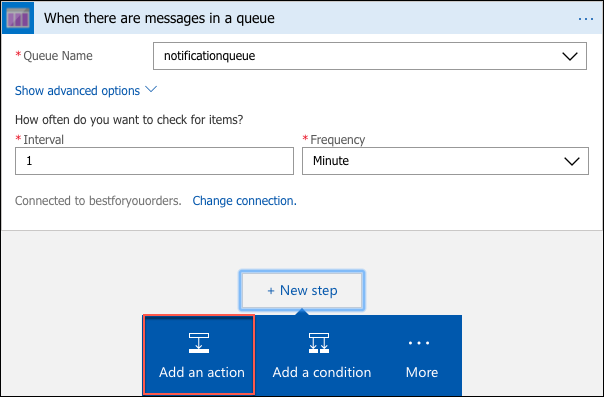 When there are messages in a queue
* Queue Name notificationqueue
Show advanced options
How often do you want to check for items?
* Interval * Frequency
1 Minute
Connected to bestforyouorders. Change connection.
+ New step
Add an action Add a condition More